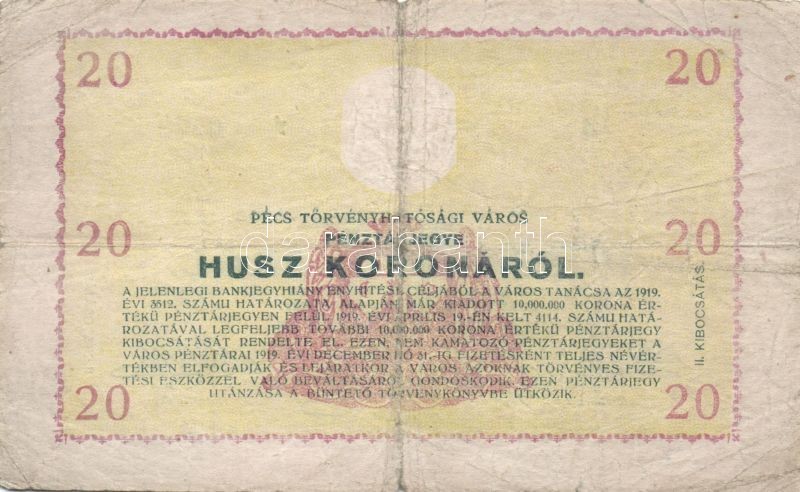 20 20
PÉCS TÖRVÉNYHATÓSÁGI VÁROS
20 PÉNZTÁRJEGYE 20
HUSZ KORONÁRÓL.
A JELENLEGI BANKJEGYHIÁNY ENYHITÉSE CÉLJÁBÓL A VÁROS TANÁCSA AZ 1919.
ÉVI 3512. SZÁMU HATÁROZATA ALAPJÁN MÁR KIADOTT 10,000.000 KORONA ÉR-
TÉKÜ PÉNZTÁRJEGYEN FELÜL 1919. ÉVI ÁPRILIS 19.-ÉN KELT 4114. SZÁMU HATÁ-
ROZATÁVAL LEGFELJEBB TOVÁBBI 10,000.000 KORONA ÉRTÉKÜ PÉNZTÁRJEGY
KIBOCSÁTÁSÁT RENDELTE EL. EZEN, NEM KAMATOZÓ PÉNZTÁRJEGYEKET A
VÁROS PÉNZTÁRAI 1919. ÉVI DECEMBER HÓ 31.-IG FIZETÉSKÉNT TELJES NÉVÉR-
TÉKBEN ELFOGADJÁK ÉS LEJÁRATKOR A VÁROS AZOKNAK TÖRVÉNYES FIZE-
TÉSI ESZKÖZZEL VALÓ BEVÁLTÁSÁRÓL GONDOSKODIK. EZEN PÉNZTÁRJEGY
UTÁNZÁSA A BÜNTETŐ TÖRVÉNYKÖNYVBE ÜTKÖZIK.
20 20
II. KIBOCSÁTÁS.
darabanth